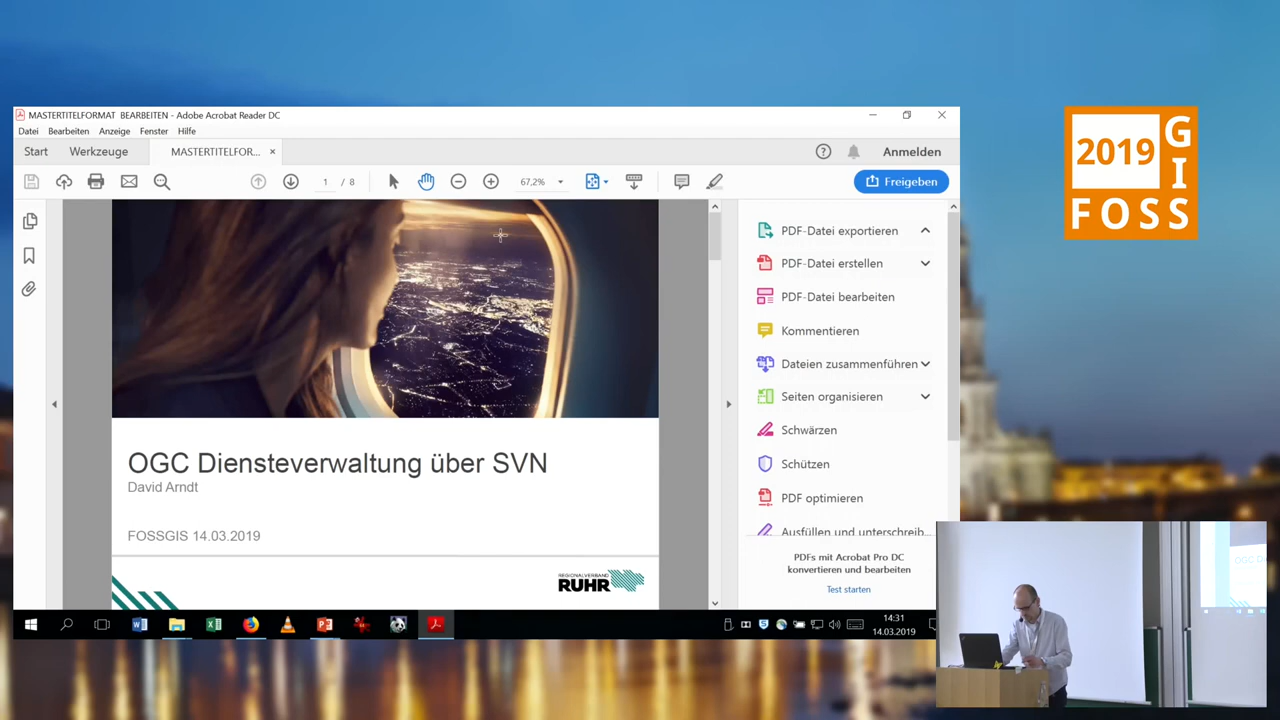 MASTERTITELFORMAT BEARBEITEN - Adobe Acrobat Reader DC
Datei Bearbeiten Anzeige Fenster Hilfe
Start Werkzeuge MASTERTITELFOR... × Anmelden
1 / 8 67,2% Freigeben
PDF-Datei exportieren
PDF-Datei erstellen
PDF-Datei bearbeiten
Kommentieren
Dateien zusammenführen
Seiten organisieren
Schwärzen
Schützen
PDF optimieren
Ausfüllen und unterschreib...
PDFs mit Acrobat Pro DC
konvertieren und bearbeiten
Test starten
OGC Diensteverwaltung über SVN
David Arndt
FOSSGIS 14.03.2019
REGIONALVERBAND
RUHR
14:31
14.03.2019
2019 G
I
FOSS